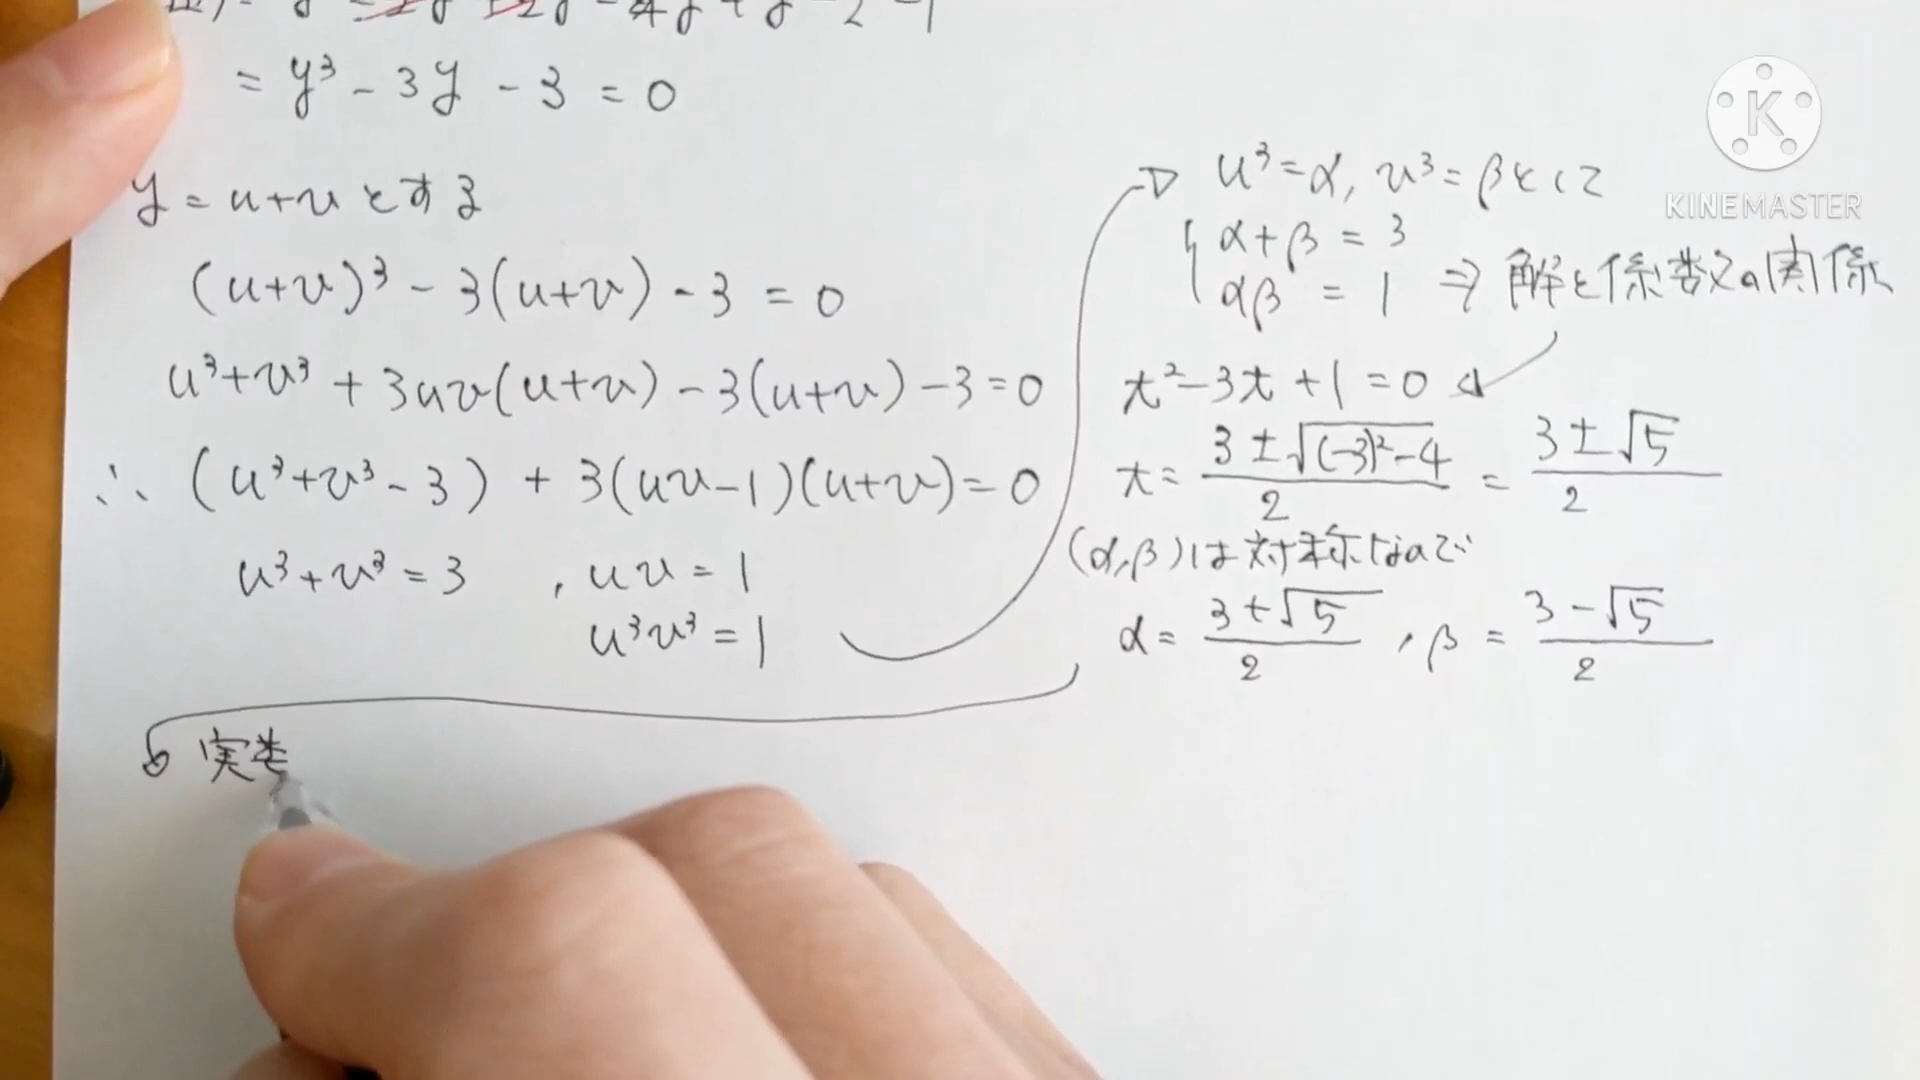 = y³ - 3y - 3 = 0
y = u+v とする
(u+v)³ - 3(u+v) - 3 = 0
u³+v³ + 3uv(u+v) - 3(u+v) - 3 = 0
∴ (u³+v³-3) + 3(uv-1)(u+v) = 0
u³+v³ = 3 , uv = 1
u³v³ = 1
u³=α, v³=βとくに
α+β = 3
αβ = 1 ⇒ 解と係数の関係
t²-3t+1=0
t= 3±√(-3)²-4 / 2 = 3±√5 / 2
(α,β)は対称なので
α= 3+√5 / 2 , β = 3-√5 / 2
実
K
KINEMASTER